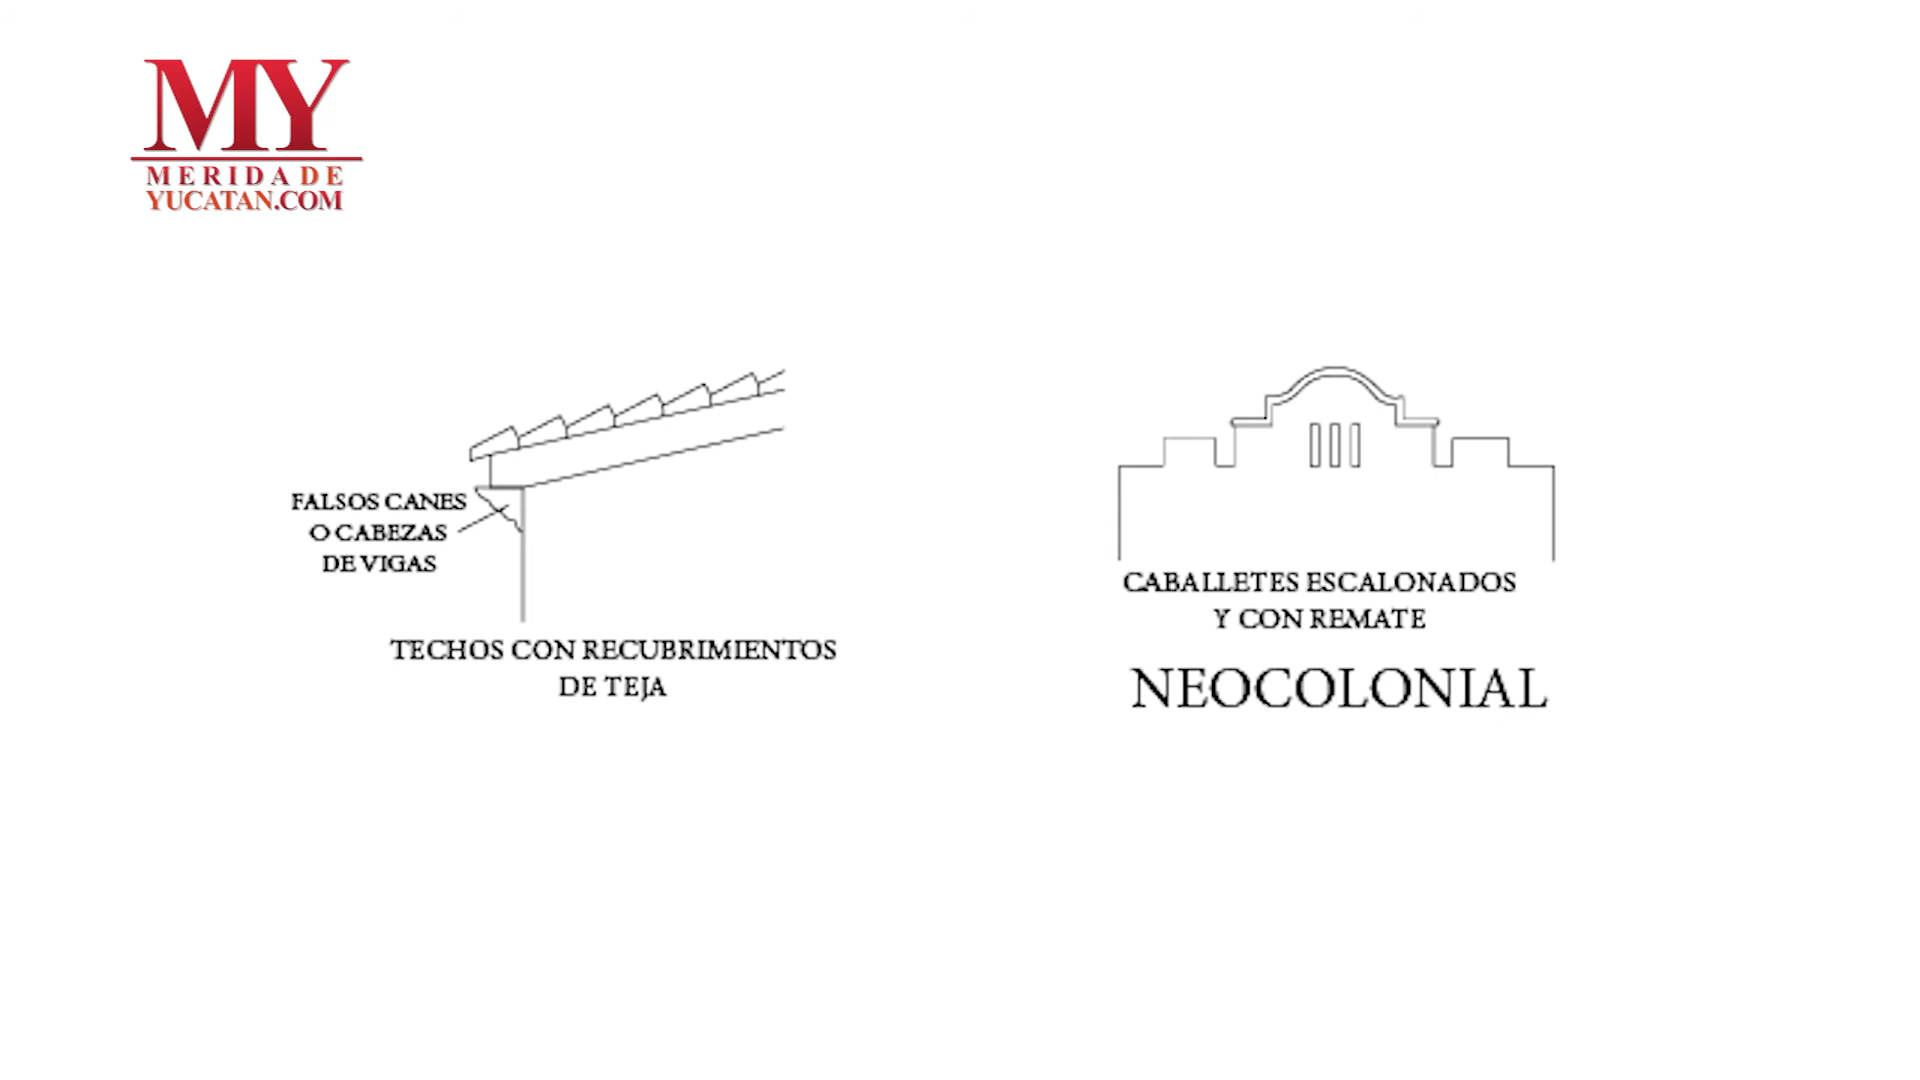 MY
MERIDA DE
YUCATAN.COM
FALSOS CANES
O CABEZAS
DE VIGAS
TECHOS CON RECUBRIMIENTOS
DE TEJA
CABALLETES ESCALONADOS
Y CON REMATE
NEOCOLONIAL